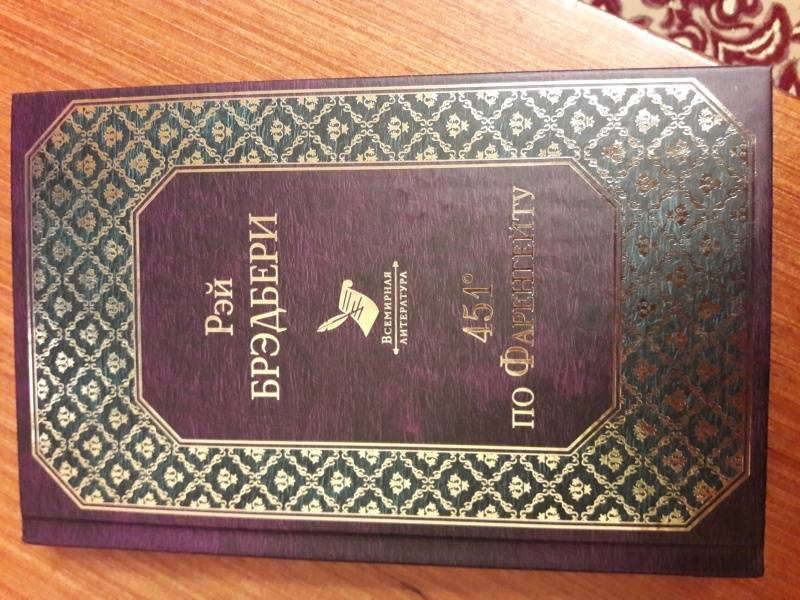 Рэй
БРЭДБЕРИ
Всемирная
литература
451°
по Фаренгейту